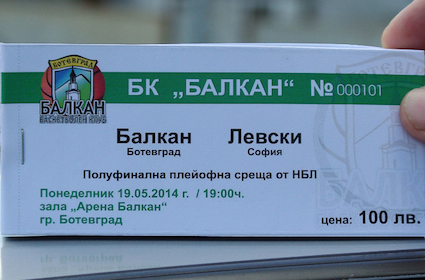 БОТЕВГРАД
БАЛКАН
БАСКЕТБОЛЕН КЛУБ
БК „БАЛКАН“ № 000101
Балкан Левски
Ботевград София
Полуфинална плейофна среща от НБЛ
Понеделник 19.05.2014 г. / 19:00ч.
зала „Арена Балкан“
гр. Ботевград
цена: 100 лв.